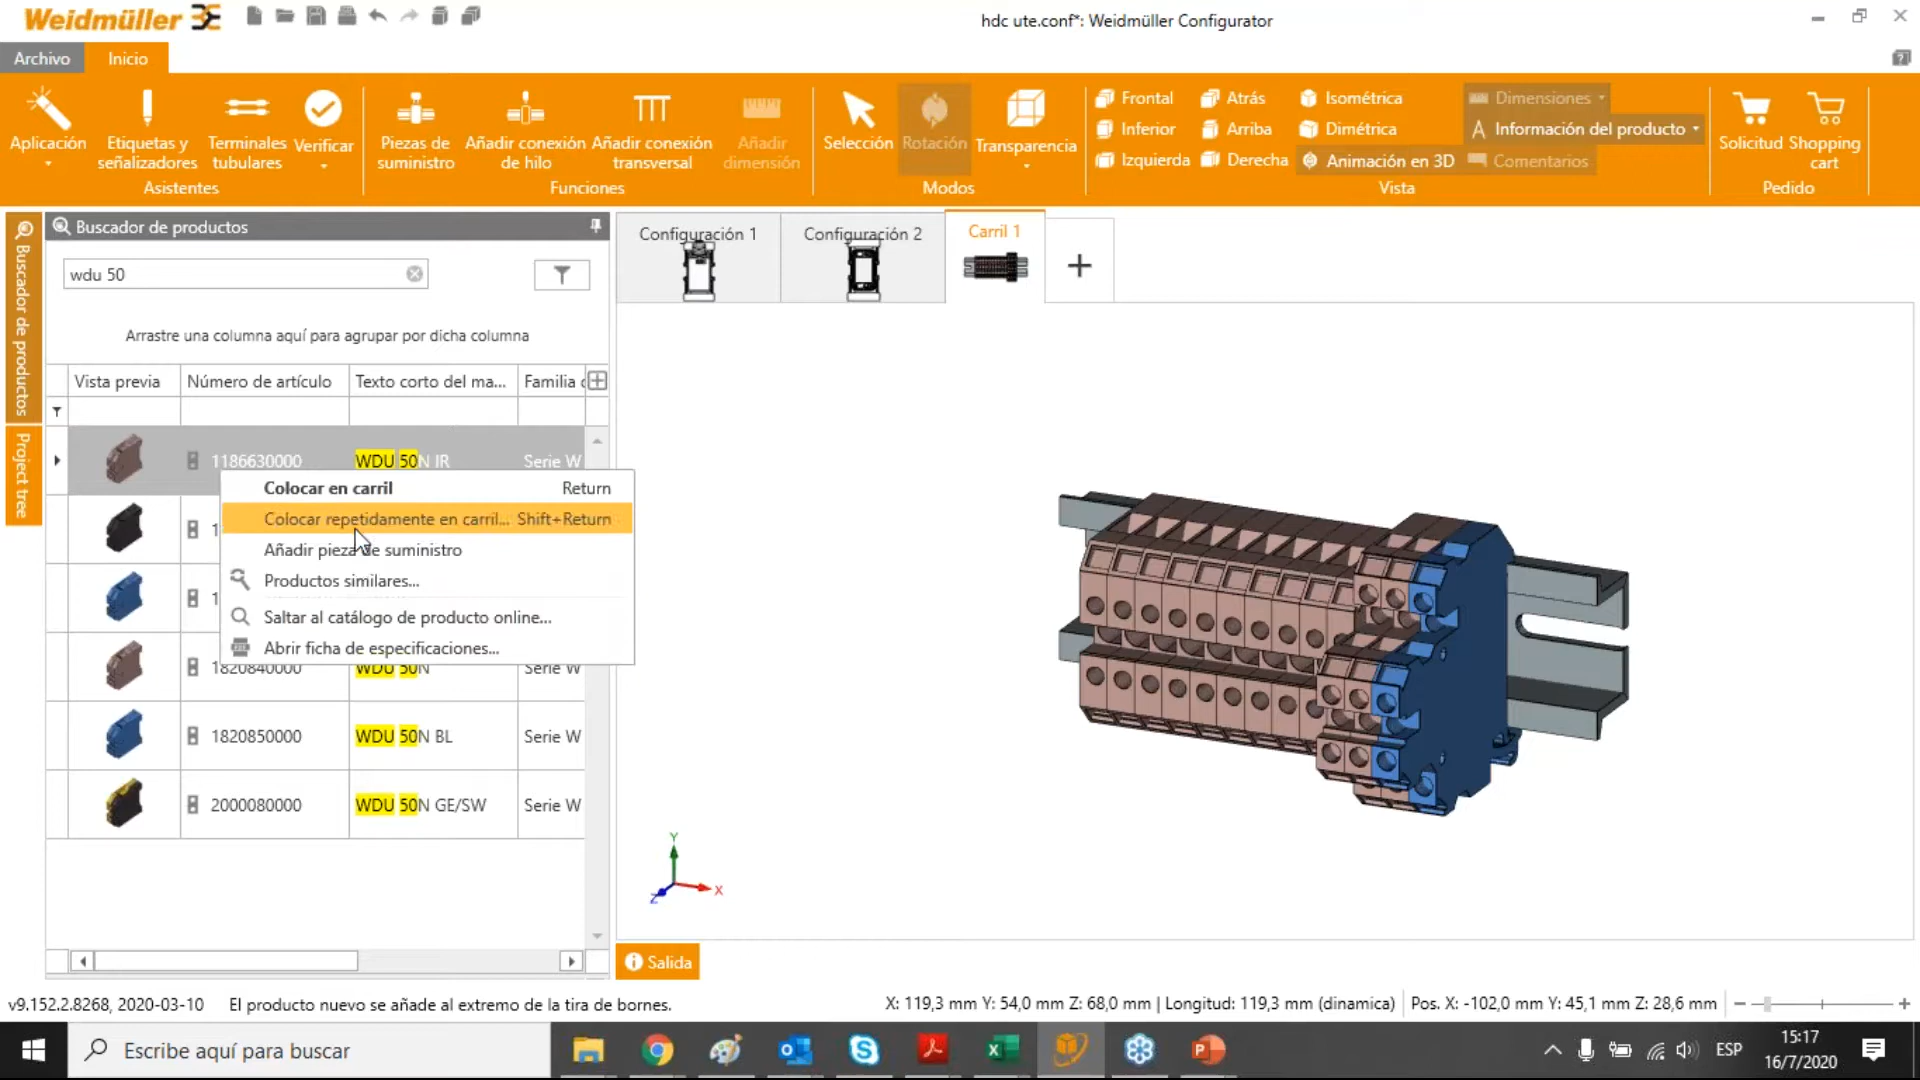 Weidmüller
hdc ute.conf*: Weidmüller Configurator
Archivo
Inicio
Aplicación
Etiquetas y señalizadores
Terminales tubulares
Verificar
Asistentes
Piezas de suministro
Añadir conexión de hilo
Añadir conexión transversal
Añadir dimensión
Funciones
Selección
Rotación
Transparencia
Modos
Frontal
Inferior
Izquierda
Atrás
Arriba
Derecha
Isométrica
Dimétrica
Animación en 3D
Dimensiones
Información del producto
Comentarios
Vista
Solicitud
Shopping cart
Pedido
Buscador de productos
Project tree
Buscador de productos
wdu 50
Arrastre una columna aquí para agrupar por dicha columna
Vista previa
Número de artículo
Texto corto del ma...
Familia
1186630000
WDU 50N IR
Serie W
Colocar en carril
Return
Colocar repetidamente en carril...
Shift+Return
Añadir pieza de suministro
Productos similares...
Saltar al catálogo de producto online...
Abrir ficha de especificaciones...
1820840000
WDU 50N
Serie W
1820850000
WDU 50N BL
Serie W
2000080000
WDU 50N GE/SW
Serie W
Configuración 1
Configuración 2
Carril 1
Y
X
Z
Salida
v9.152.2.8268, 2020-03-10
El producto nuevo se añade al extremo de la tira de bornes.
X: 119,3 mm Y: 54,0 mm Z: 68,0 mm | Longitud: 119,3 mm (dinamica)
Pos. X: -102,0 mm Y: 45,1 mm Z: 28,6 mm
Escribe aquí para buscar
ESP
15:17
16/7/2020